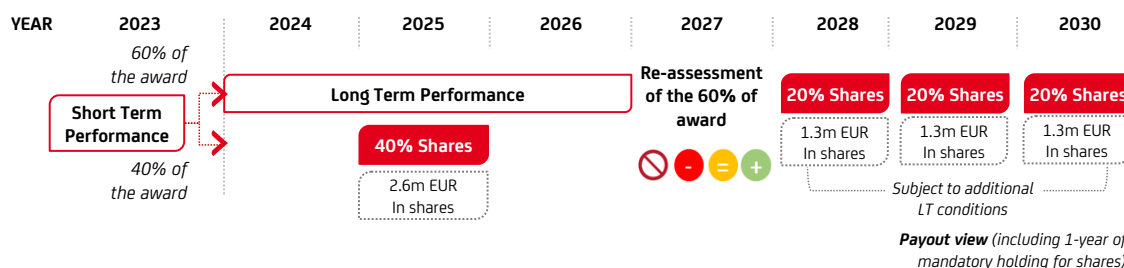 YEAR 2023 2024 2025 2026 2027 2028 2029 2030
60% of
the award
Short Term
Performance
40% of
the award
Long Term Performance
40% Shares
2.6m EUR
In shares
Re-assessment
of the 60% of
award
- = +
20% Shares 20% Shares 20% Shares
1.3m EUR 1.3m EUR 1.3m EUR
In shares In shares In shares
Subject to additional
LT conditions
Payout view (including 1-year of
mandatory holding for shares)